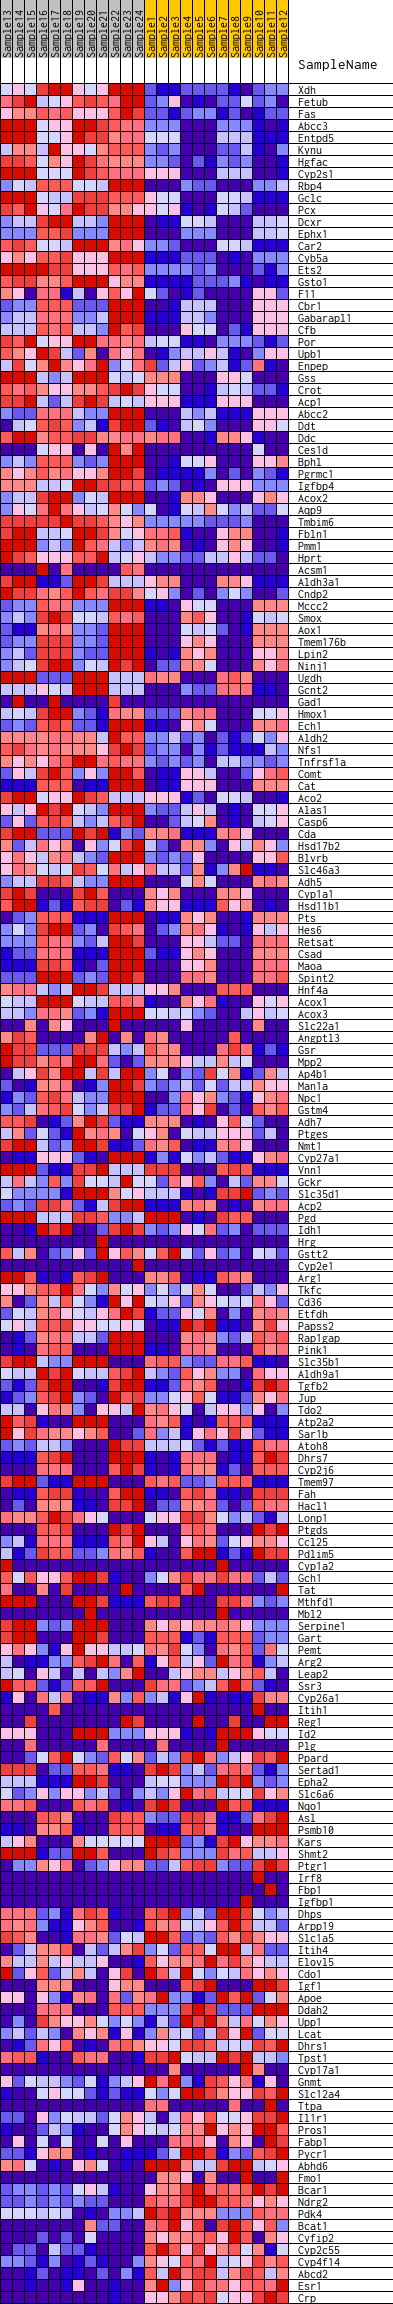 Sample13 Sample14 Sample15 Sample16 Sample17 Sample18 Sample19 Sample20 Sample21 Sample22 Sample23 Sample24 Sample1 Sample2 Sample3 Sample4 Sample5 Sample6 Sample7 Sample8 Sample9 Sample10 Sample11 Sample12
SampleName
Xdh
Fetub
Fas
Abcc3
Entpd5
Kynu
Hgfac
Cyp2s1
Rbp4
Gclc
Pcx
Dcxr
Ephx1
Car2
Cyb5a
Ets2
Gsto1
F11
Cbr1
Gabarapl1
Cfb
Por
Upb1
Enpep
Gss
Crot
Acp1
Abcc2
Ddt
Ddc
Ces1d
Bphl
Pgrmc1
Igfbp4
Acox2
Aqp9
Tmbim6
Fbln1
Pmm1
Hprt
Acsm1
Aldh3a1
Cndp2
Mccc2
Smox
Aox1
Tmem176b
Lpin2
Ninj1
Ugdh
Gcnt2
Gad1
Hmox1
Ech1
Aldh2
Nfs1
Tnfrsf1a
Comt
Cat
Aco2
Alas1
Casp6
Cda
Hsd17b2
Blvrb
Slc46a3
Adh5
Cyp1a1
Hsd11b1
Pts
Hes6
Retsat
Csad
Maoa
Spint2
Hnf4a
Acox1
Acox3
Slc22a1
Angptl3
Gsr
Mpp2
Ap4b1
Man1a
Npc1
Gstm4
Adh7
Ptges
Nmt1
Cyp27a1
Vnn1
Gckr
Slc35d1
Acp2
Pgd
Idh1
Hrg
Gstt2
Cyp2e1
Arg1
Tkfc
Cd36
Etfdh
Papss2
Rap1gap
Pink1
Slc35b1
Aldh9a1
Tgfb2
Jup
Tdo2
Atp2a2
Sar1b
Atoh8
Dhrs7
Cyp2j6
Tmem97
Fah
Hacl1
Lonp1
Ptgds
Ccl25
Pdlim5
Cyp1a2
Gch1
Tat
Mthfd1
Mbl2
Serpine1
Gart
Pemt
Arg2
Leap2
Ssr3
Cyp26a1
Itih1
Reg1
Id2
Plg
Ppard
Sertad1
Epha2
Slc6a6
Nqo1
Asl
Psmb10
Kars
Shmt2
Ptgr1
Irf8
Fbp1
Igfbp1
Dhps
Arpp19
Slc1a5
Itih4
Elovl5
Cdo1
Igf1
Apoe
Ddah2
Upp1
Lcat
Dhrs1
Tpst1
Cyp17a1
Gnmt
Slc12a4
Ttpa
Il1r1
Pros1
Fabp1
Pycr1
Abhd6
Fmo1
Bcar1
Ndrg2
Pdk4
Bcat1
Cyfip2
Cyp2c55
Cyp4f14
Abcd2
Esr1
Crp